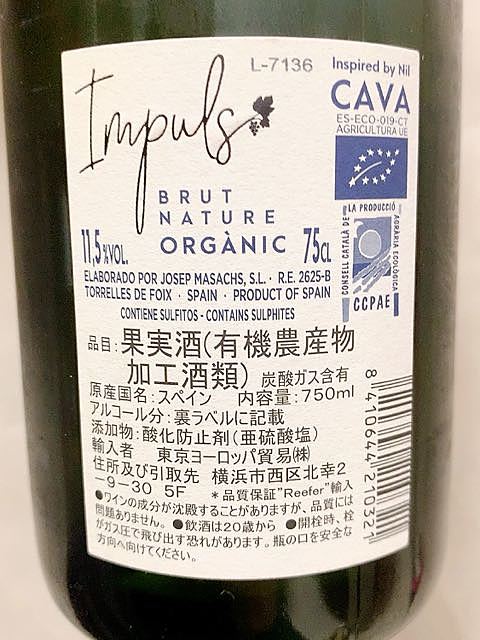 L-7136
Inspired by Nil
Impuls
CAVA
ES-ECO-019-CT
AGRICULTURA UE
BRUT
NATURE
ORGÀNIC
11,5%VOL.
75CL
CONSELL CATALÀ DE LA PRODUCCIÓ AGRÀRIA ECOLÒGICA
CCPAE
ELABORADO POR JOSEP MASACHS, S.L. · R.E. 2625-B
TORRELLES DE FOIX · SPAIN · PRODUCT OF SPAIN
CONTIENE SULFITOS - CONTAINS SULPHITES
品目:果実酒(有機農産物
加工酒類) 炭酸ガス含有
原産国名:スペイン 内容量:750ml
アルコール分:裏ラベルに記載
添加物:酸化防止剤(亜硫酸塩)
輸入者 東京ヨーロッパ貿易㈱
住所及び引取先 横浜市西区北幸2
-9-30 5F *品質保証"Reefer"輸入
●ワインの成分が沈殿することがありますが、品質には
問題ありません。●飲酒は20歳から ●開栓時、栓
がガス圧で飛び出す恐れがあります。瓶の口を安全な
方向へ向けてください。
8 410644 210321